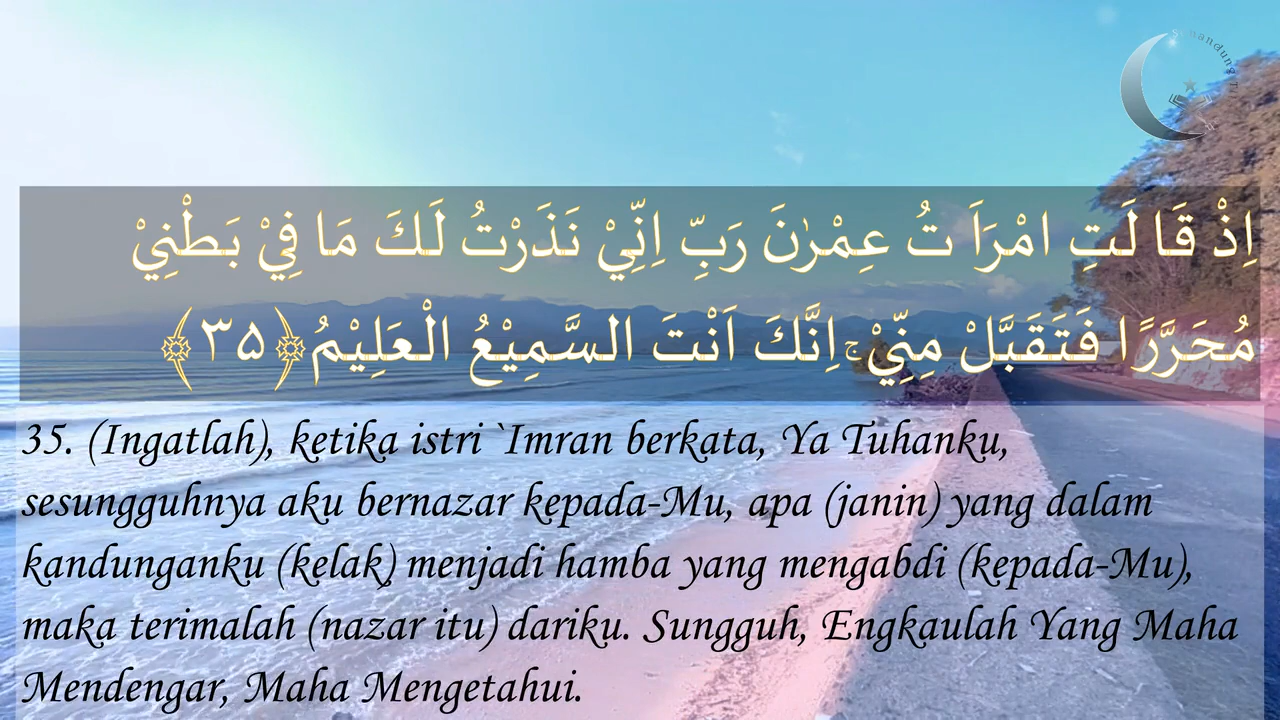 اِذْ قَا لَتِ امْرَاَ تُ عِمْرٰنَ رَبِّ اِنِّيْ نَذَرْتُ لَكَ مَا فِيْ بَطْنِيْ
مُحَرَّرًا فَتَقَبَّلْ مِنِّيْ ۚ اِنَّكَ اَنْتَ السَّمِيْعُ الْعَلِيْمُ ﴿۳۵﴾
35. (Ingatlah), ketika istri `Imran berkata, Ya Tuhanku,
sesungguhnya aku bernazar kepada-Mu, apa (janin) yang dalam
kandunganku (kelak) menjadi hamba yang mengabdi (kepada-Mu),
maka terimalah (nazar itu) dariku. Sungguh, Engkaulah Yang Maha
Mendengar, Maha Mengetahui.